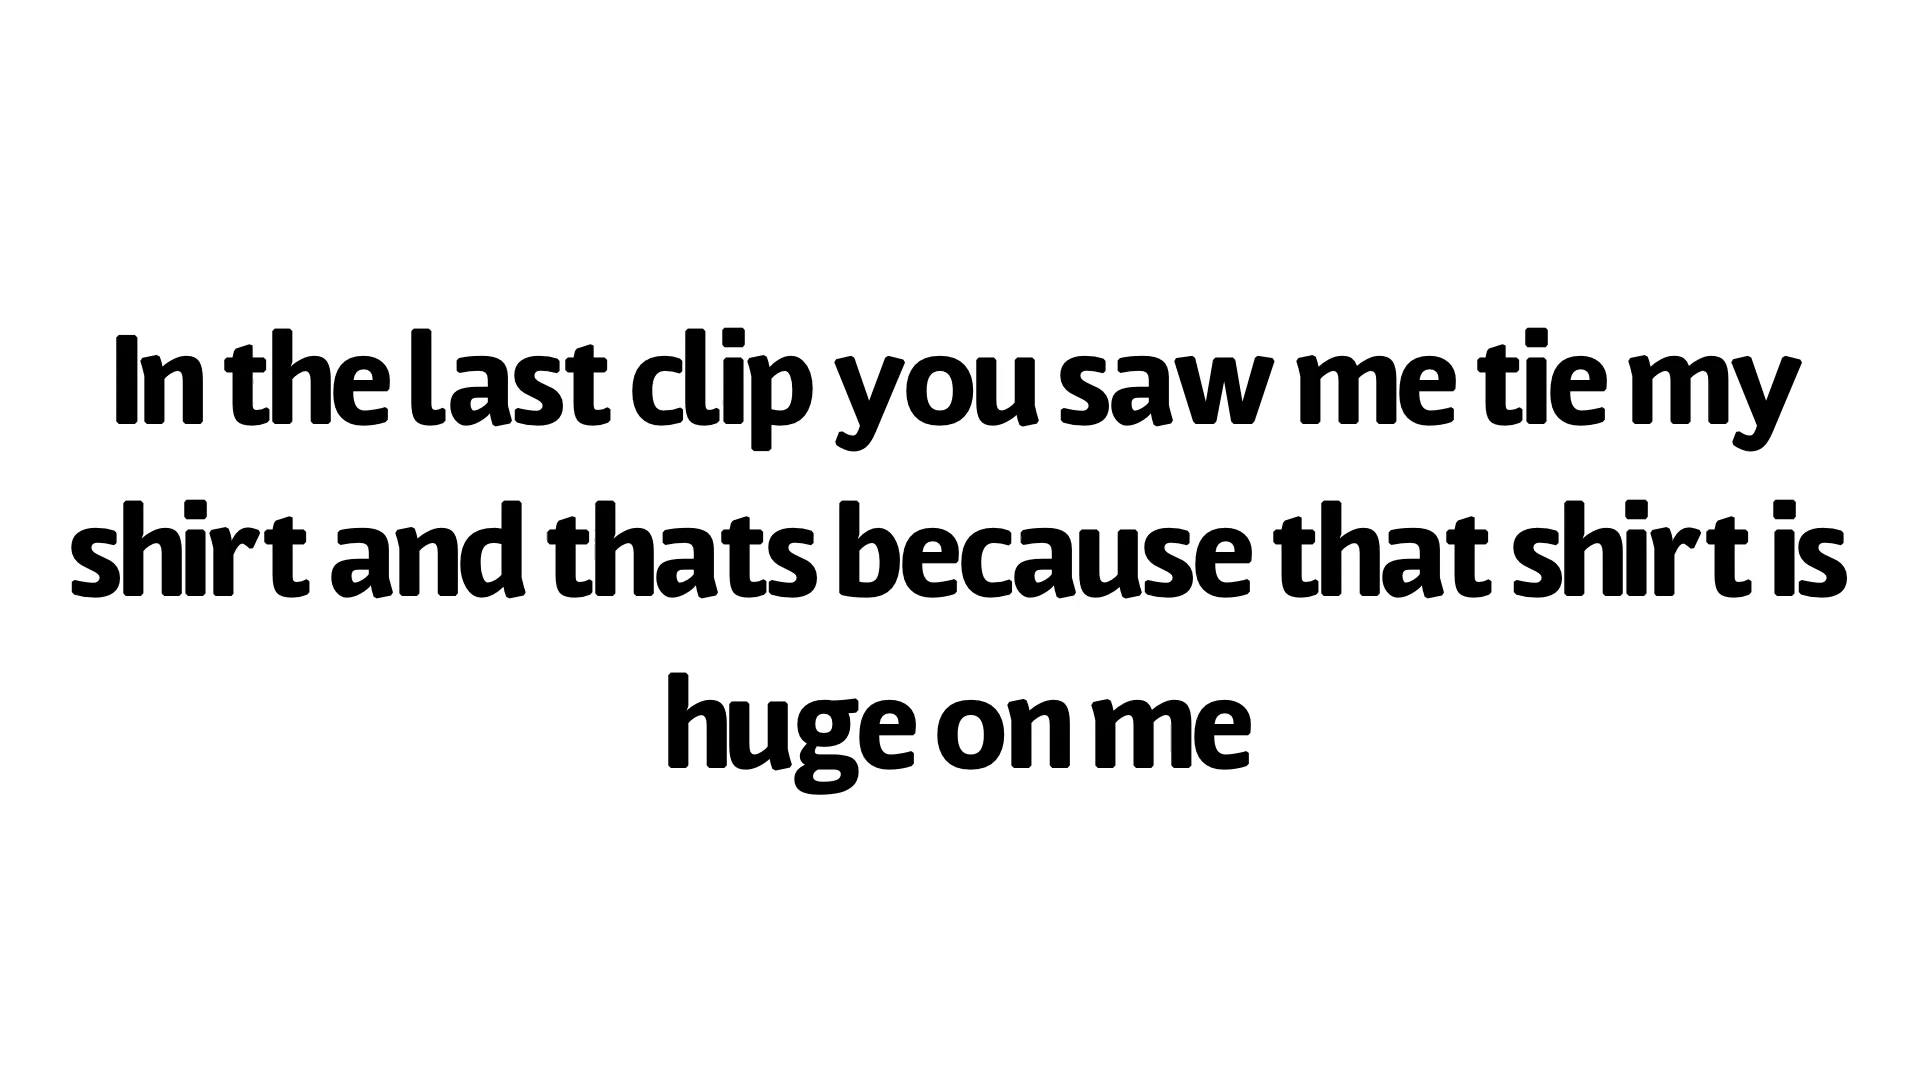 In the last clip you saw me tie my
shirt and thats because that shirt is
huge on me